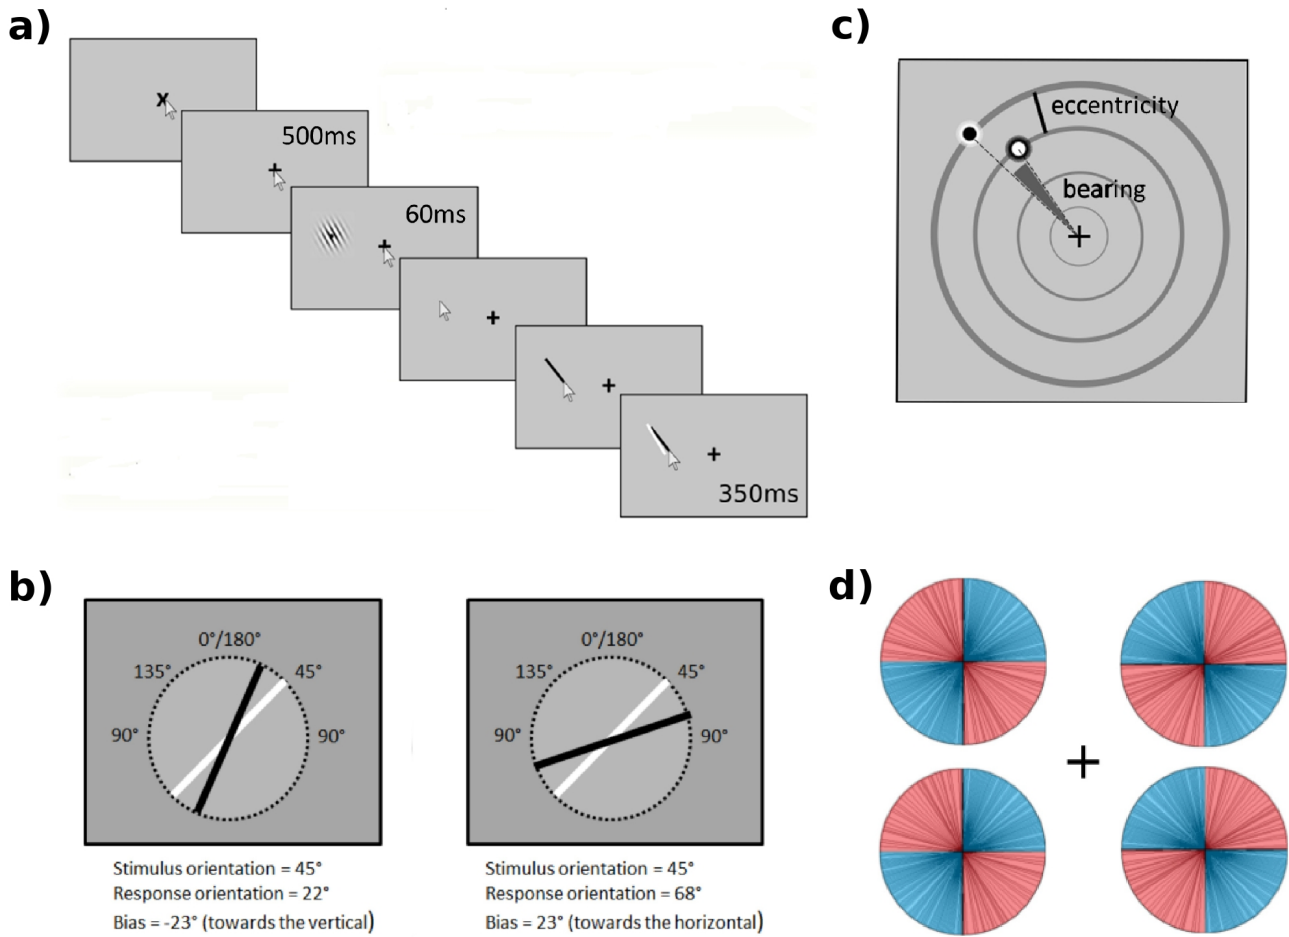 a)
x
500ms
+
60ms
+
+
+
+
350ms
c)
eccentricity
bearing
+
b)
0°/180°
135°
45°
90°
90°
Stimulus orientation = 45°
Response orientation = 22°
Bias = -23° (towards the vertical)
0°/180°
135°
45°
90°
90°
Stimulus orientation = 45°
Response orientation = 68°
Bias = 23° (towards the horizontal)
d)
+